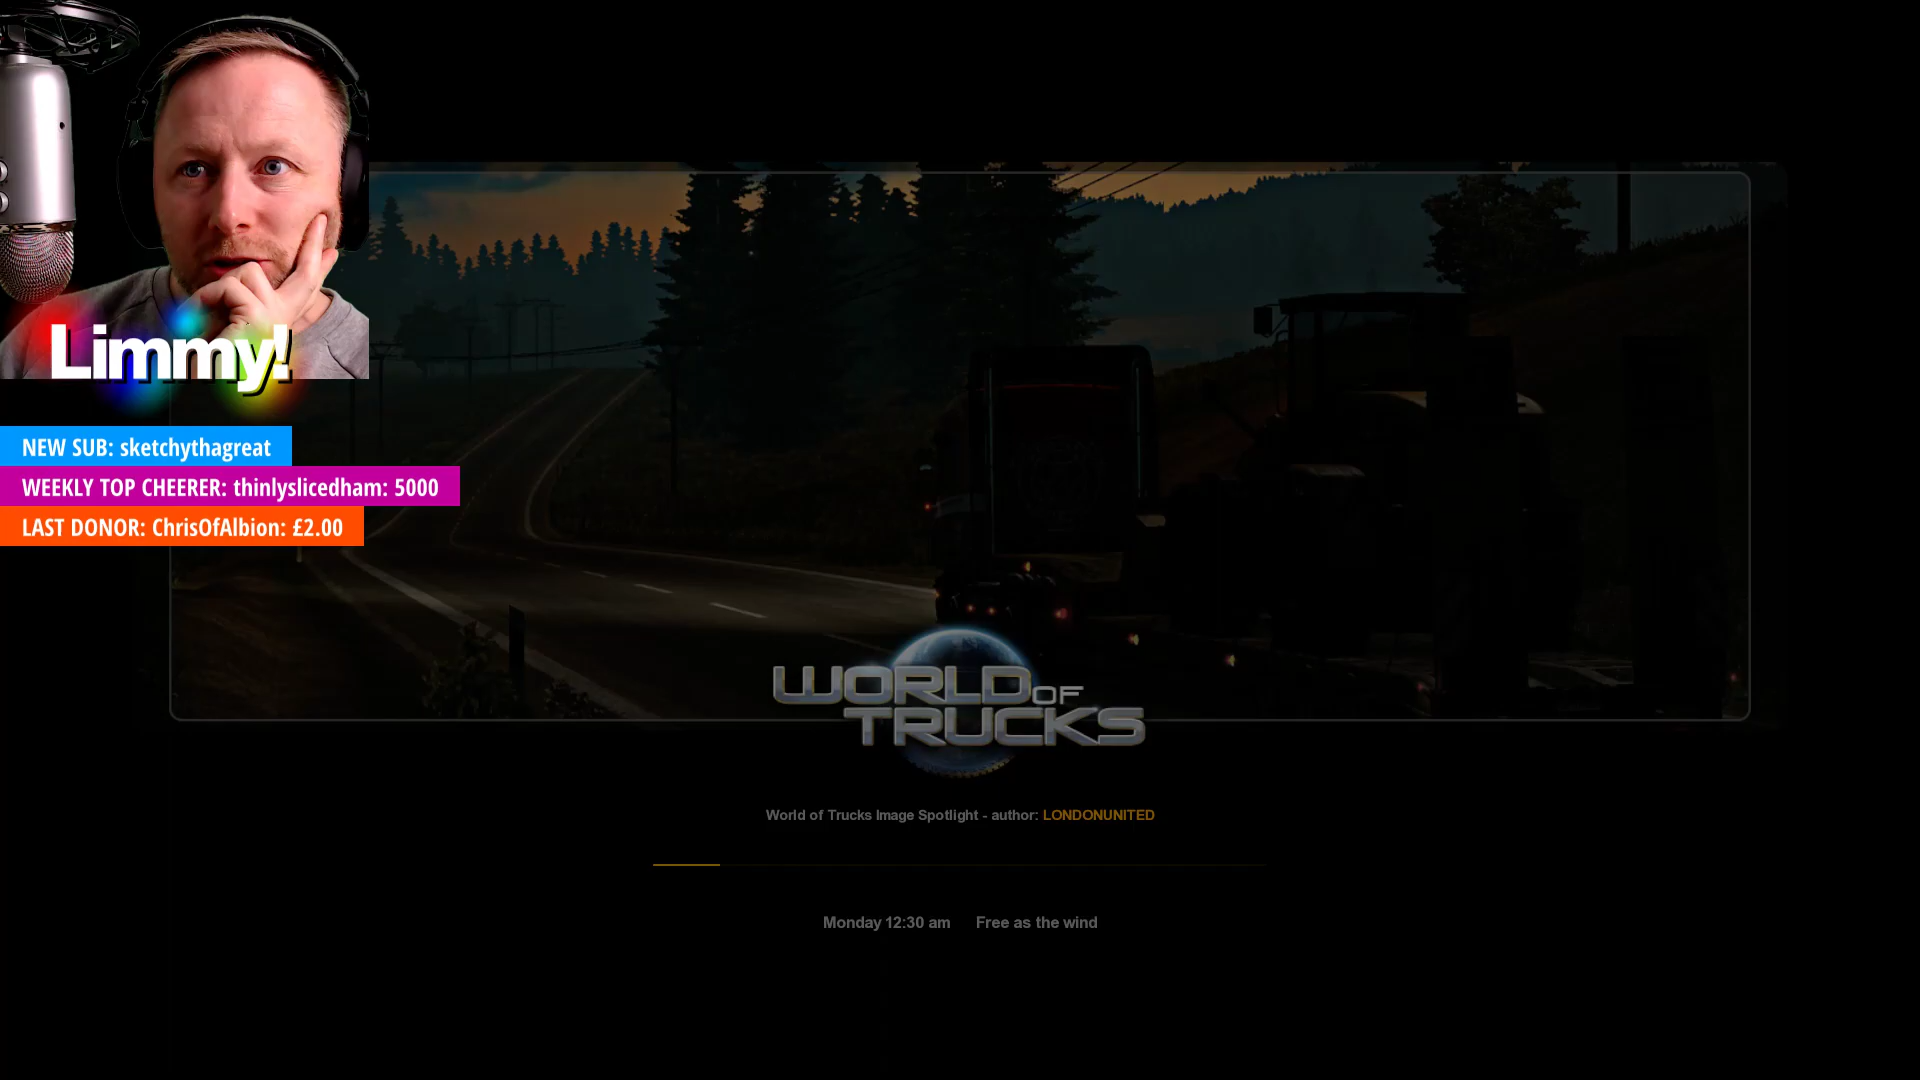 Limmy!
NEW SUB: sketchythagreat
WEEKLY TOP CHEERER: thinlyslicedham: 5000
LAST DONOR: ChrisOfAlbion: £2.00
WORLD OF
TRUCKS
World of Trucks Image Spotlight - author: LONDONUNITED
Monday 12:30 am Free as the wind